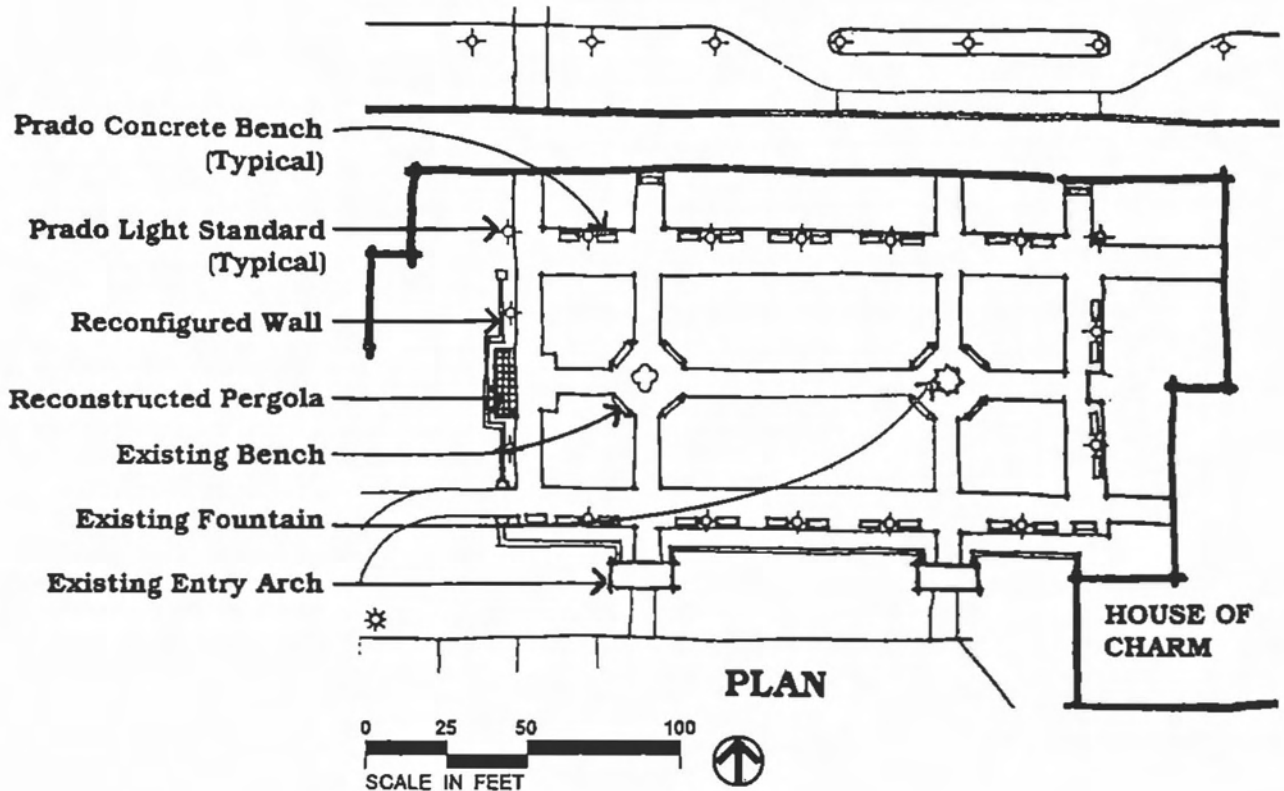 Prado Concrete Bench
(Typical)
Prado Light Standard
(Typical)
Reconfigured Wall
Reconstructed Pergola
Existing Bench
Existing Fountain
Existing Entry Arch
HOUSE OF
CHARM
PLAN
0 25 50 100
SCALE IN FEET